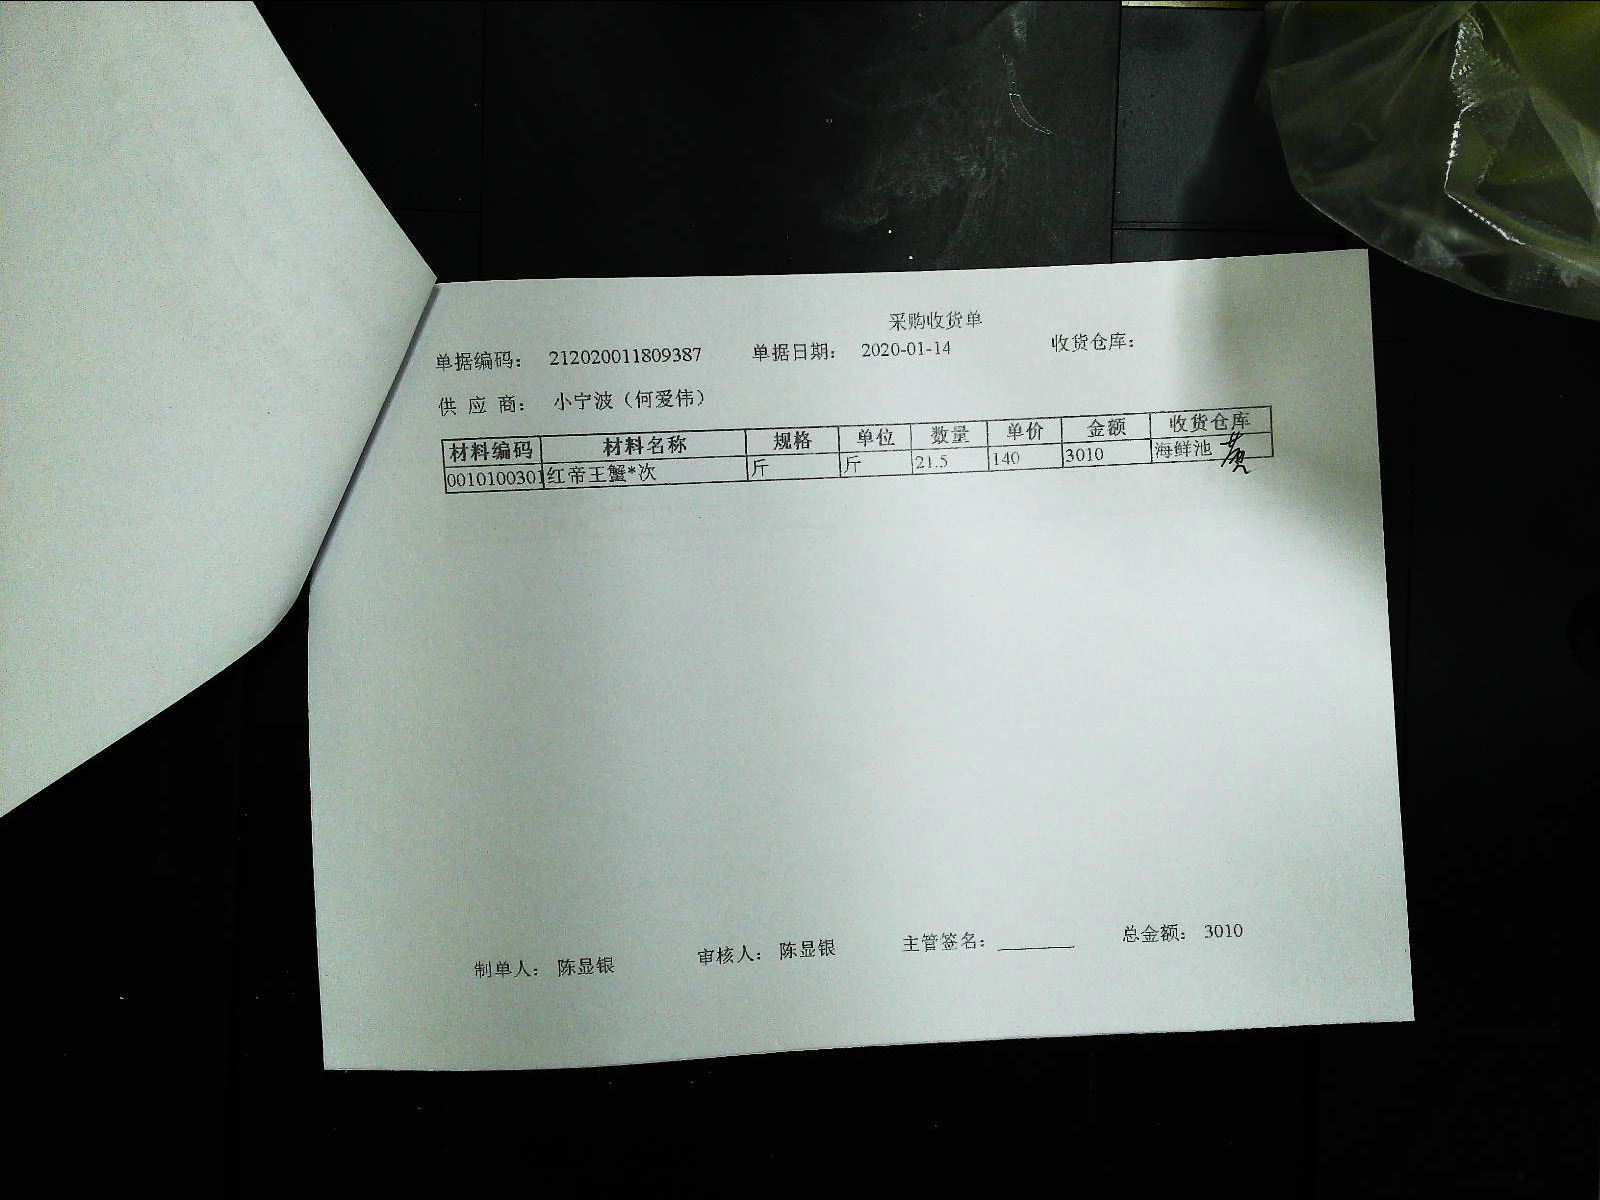 采购收货单
单据编码： 212020011809387 单据日期： 2020-01-14 收货仓库：
供 应 商： 小宁波（何爱伟）
材料编码 材料名称 规格 单位 数量 单价 金额 收货仓库
0010100301 红帝王蟹*次 斤 斤 21.5 140 3010 海鲜池
制单人： 陈显银 审核人： 陈显银 主管签名： 总金额： 3010